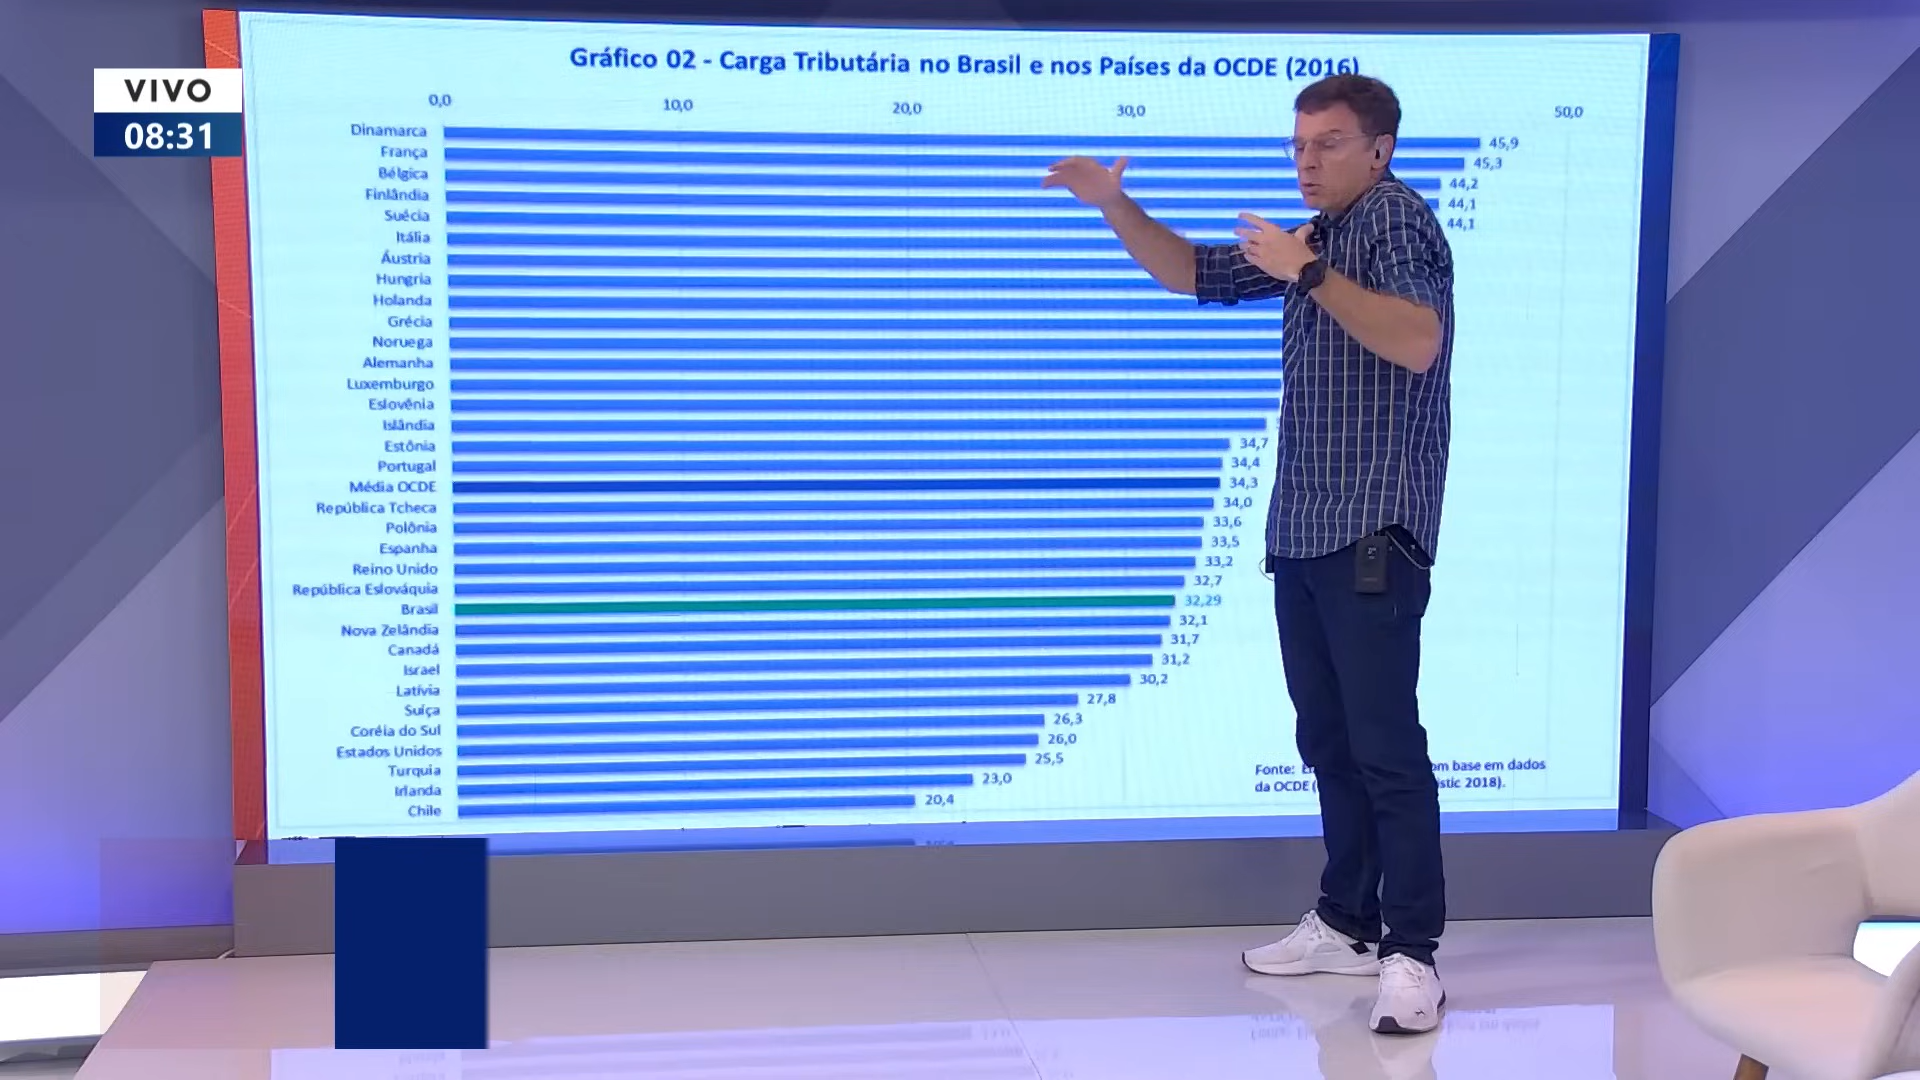 VIVO
08:31
Gráfico 02 - Carga Tributária no Brasil e nos Países da OCDE (2016)
0,0 10,0 20,0 30,0 50,0
Dinamarca 45,9
França 45,3
Bélgica 44,2
Finlândia 44,1
Suécia 44,1
Itália
Áustria
Hungria
Holanda
Grécia
Noruega
Alemanha
Luxemburgo
Eslovênia
Islândia
Estônia 34,7
Portugal 34,4
Média OCDE 34,3
República Tcheca 34,0
Polônia 33,6
Espanha 33,5
Reino Unido 33,2
República Eslováquia 32,7
Brasil 32,29
Nova Zelândia 32,1
Canadá 31,7
Israel 31,2
Latívia 30,2
Suíça 27,8
Coréia do Sul 26,3
Estados Unidos 26,0
Turquia 25,5
Irlanda 23,0
Chile 20,4
Fonte: base em dados
da OCDE 2018).